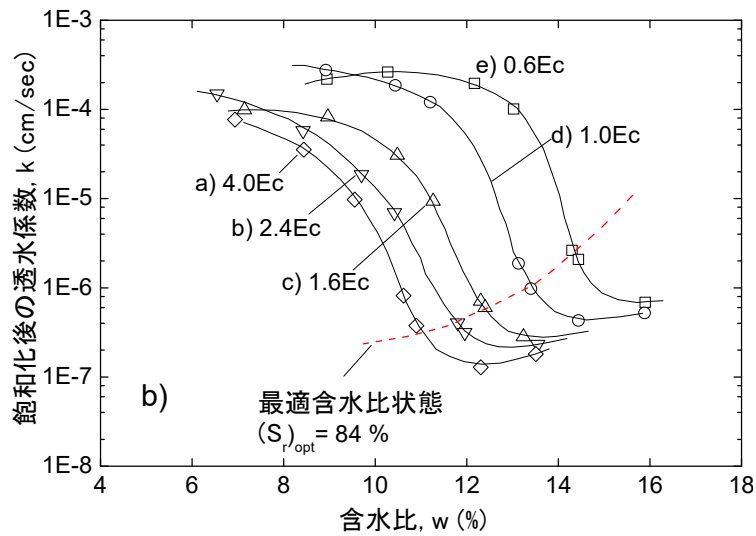 1E-3
1E-4
1E-5
1E-6
1E-7
1E-8
飽和化後の透水係数, k (cm/sec)
e) 0.6Ec
d) 1.0Ec
a) 4.0Ec
b) 2.4Ec
c) 1.6Ec
b)
最適含水比状態
(Sr)opt= 84 %
4 6 8 10 12 14 16 18
含水比, w (%)